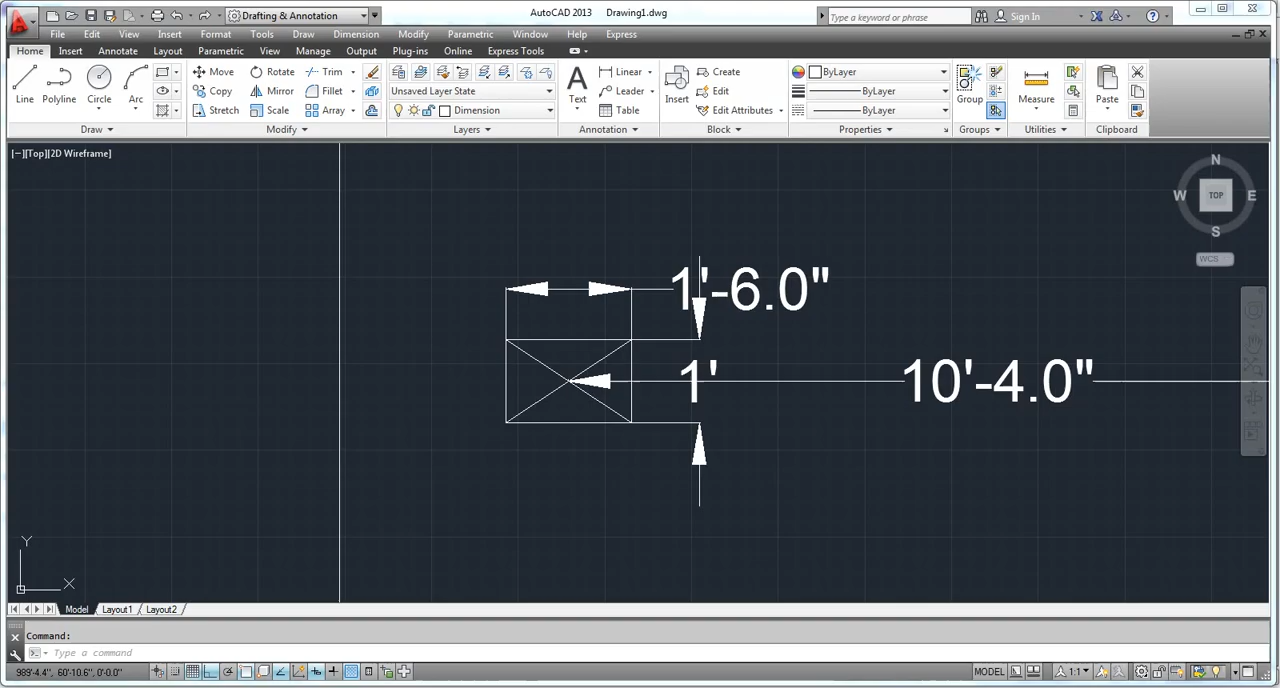 Drafting & Annotation
AutoCAD 2013 Drawing1.dwg
Type a keyword or phrase
Sign In
File Edit View Insert Format Tools Draw Dimension Modify Parametric Window Help Express
Home Insert Annotate Layout Parametric View Manage Output Plug-ins Online Express Tools
Line Polyline Circle Arc
Move Rotate Trim
Copy Mirror Fillet
Stretch Scale Array
Unsaved Layer State
Dimension
Text
Linear
Leader
Table
Insert
Create
Edit
Edit Attributes
ByLayer
ByLayer
ByLayer
Group
Measure
Paste
Draw Modify Layers Annotation Block Properties Groups Utilities Clipboard
[−][Top][2D Wireframe]
N
W TOP E
S
WCS
1'-6.0"
1'
10'-4.0"
Y
X
Model Layout1 Layout2
Command:
Type a command
989'-4.4", 60'-10.6", 0'-0.0"
MODEL
1:1